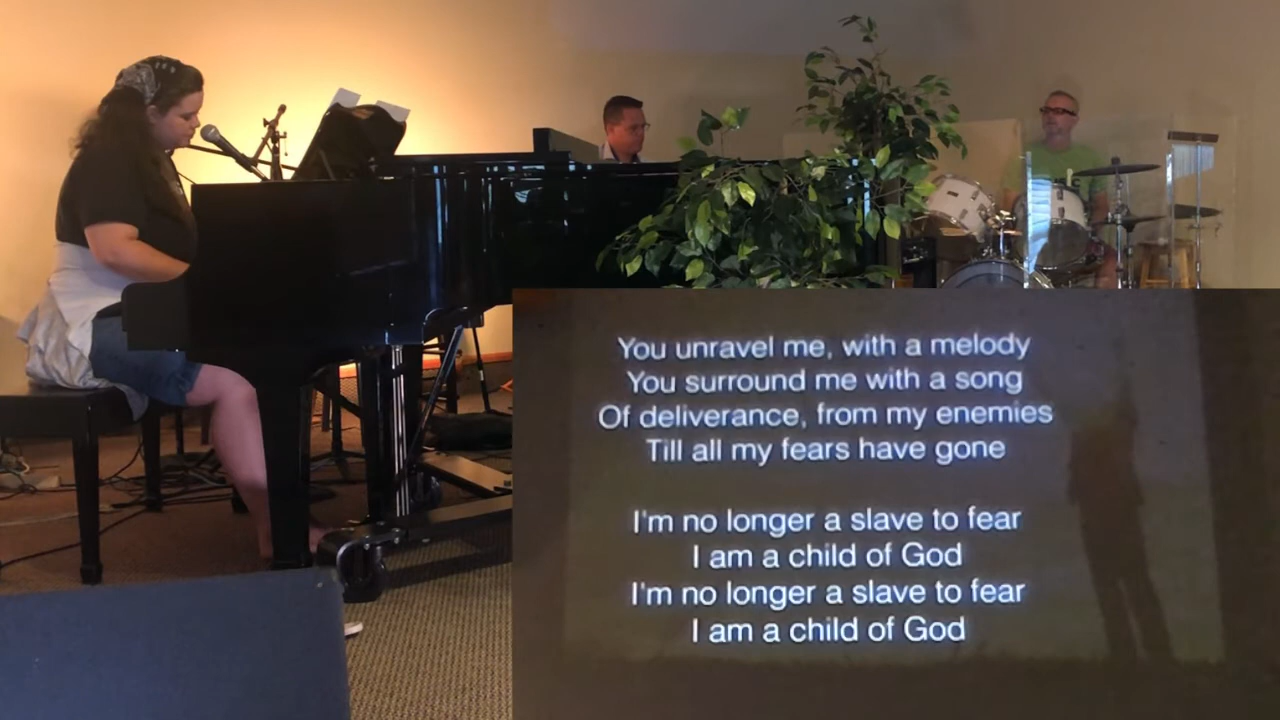 You unravel me, with a melody
You surround me with a song
Of deliverance, from my enemies
Till all my fears have gone
I'm no longer a slave to fear
I am a child of God
I'm no longer a slave to fear
I am a child of God